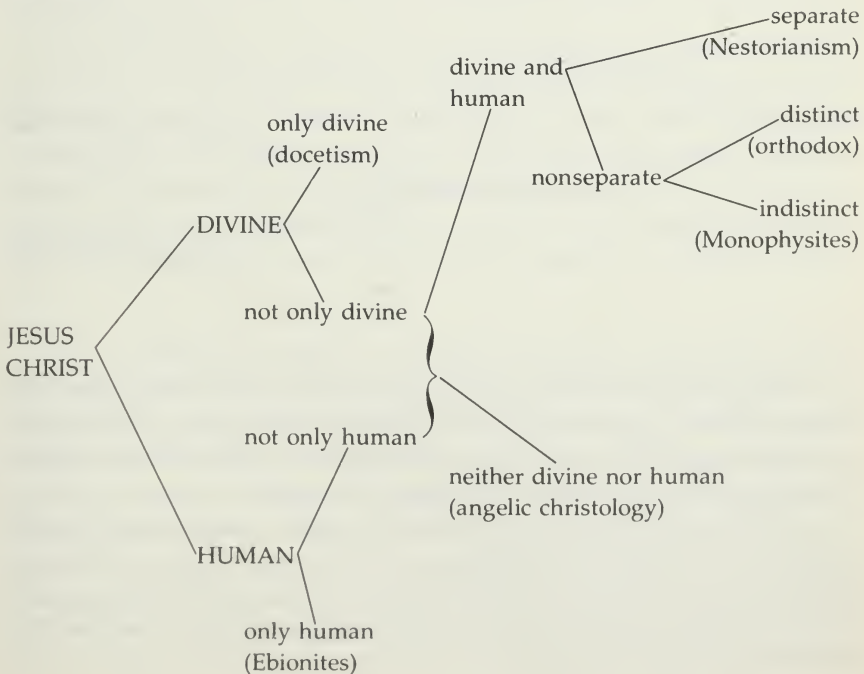 separate
(Nestorianism)
divine and
human
distinct
(orthodox)
only divine
(docetism)
nonseparate
indistinct
(Monophysites)
DIVINE
not only divine
JESUS
CHRIST
not only human
neither divine nor human
(angelic christology)
HUMAN
only human
(Ebionites)